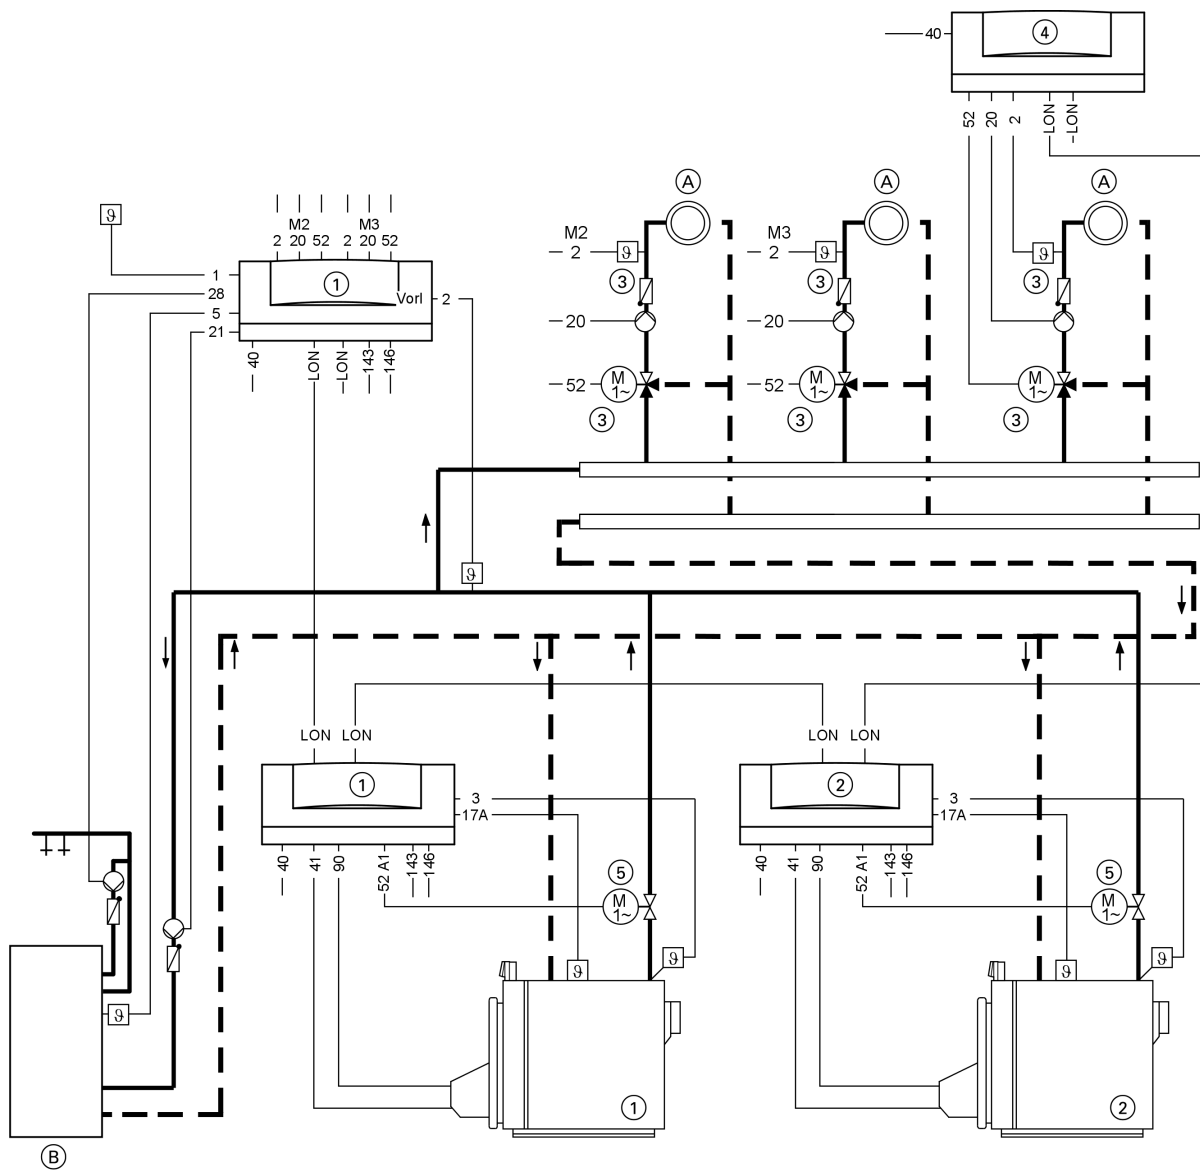 40
4
52 20 2 LON LON
A A A
ϑ
M2 M3
2 20 52 2 20 52
1
Vorl
1
28
5
21
2
40 LON LON 143 146
M2
2 ϑ
3
20
52 M 1~
3
M3
2 ϑ
3
20
52 M 1~
3
ϑ
3
M 1~
3
ϑ
LON LON
LON LON
1
3
17A
40 41 90 52 A1 143 146
2
3
17A
40 41 90 52 A1 143 146
5
M 1~
5
M 1~
ϑ ϑ
ϑ ϑ
ϑ
1
2
B